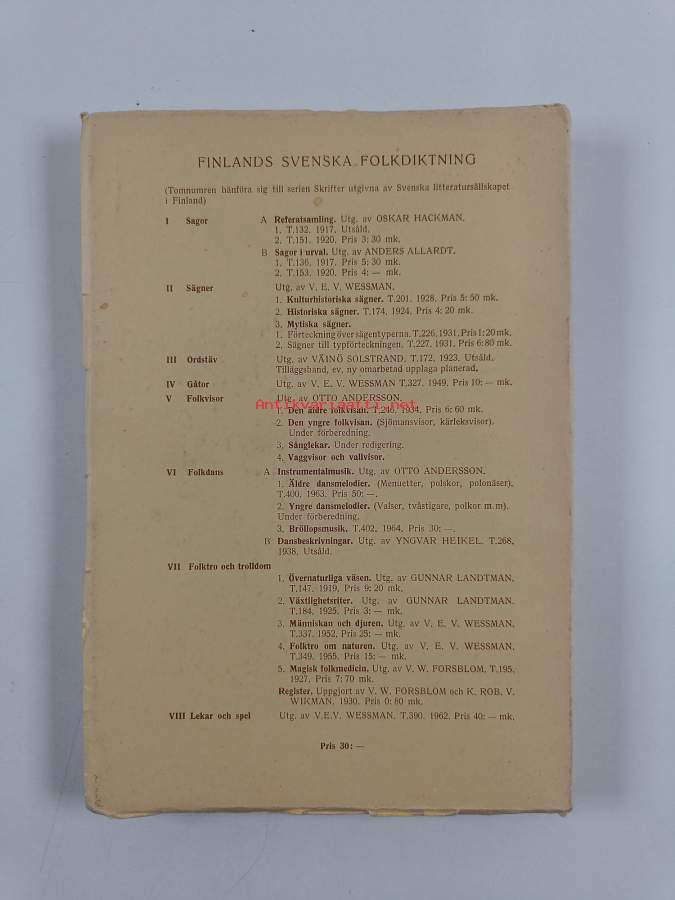 FINLANDS SVENSKA FOLKDIKTNING
(Tomnumren hänföra sig till serien Skrifter utgivna av Svenska litteratursällskapet
i Finland)
I Sagor A Referatsamling. Utg. av OSKAR HACKMAN.
1. T.132, 1917, Utsåld.
2. T.151, 1920, Pris 3: 30 mk.
B Sagor i urval. Utg. av ANDERS ALLARDT.
1. T.136, 1917, Pris 5: 30 mk.
2. T.153, 1920, Pris 4: — mk.
II Sägner Utg. av V. E. V. WESSMAN.
1. Kulturhistoriska sägner. T.201, 1928, Pris 5: 50 mk.
2. Historiska sägner. T.174, 1924, Pris 4: 20 mk.
3. Mytiska sägner.
1. Förteckning över sägentyperna. T.226, 1931, Pris 1: 20 mk.
2. Sägner till typförteckningen. T.227, 1931, Pris 6: 80 mk.
III Ordstäv Utg. av VÄINÖ SOLSTRAND, T.172, 1923, Utsåld.
Tilläggsband, ev. ny omarbetad upplaga planerad.
IV Gåtor Utg. av V. E. V. WESSMAN T.327, 1949, Pris 10: — mk.
V Folkvisor Utg. av OTTO ANDERSSON.
Antikvariaatti.net
1. Den äldre folkvisan. T.246, 1934, Pris 6: 60 mk.
2. Den yngre folkvisan. (Sjömansvisor, kärleksvisor).
Under förberedning.
3. Sånglekar. Under redigering.
4. Vaggvisor och vallvisor.
VI Folkdans A Instrumentalmusik. Utg. av OTTO ANDERSSON.
1. Äldre dansmelodier. (Menuetter, polskor, polonäser),
T.400, 1963, Pris 50: —.
2. Yngre dansmelodier. (Valser, tvåstigare, polkor m.m).
Under förberedning.
3. Bröllopsmusik. T.402, 1964, Pris 30: —.
B Dansbeskrivningar. Utg. av YNGVAR HEIKEL. T.268,
1938, Utsåld.
VII Folktro och trolldom
1. Övernaturliga väsen. Utg. av GUNNAR LANDTMAN,
T.147, 1919, Pris 9: 20 mk.
2. Växtlighetsriter. Utg. av GUNNAR LANDTMAN.
T.184, 1925, Pris 3: — mk.
3. Människan och djuren. Utg. av V. E. V. WESSMAN,
T.337, 1952, Pris 25: — mk.
4. Folktro om naturen. Utg. av V. E. V. WESSMAN,
T.349, 1955, Pris 15: — mk.
5. Magisk folkmedicin. Utg. av V. W. FORSBLOM, T.195,
1927, Pris 7: 70 mk.
Register. Uppgjort av V. W. FORSBLOM och K. ROB. V.
WIKMAN, 1930, Pris 0: 80 mk.
VIII Lekar och spel Utg. av V.E.V. WESSMAN, T.390, 1962, Pris 40: — mk.
Pris 30: —